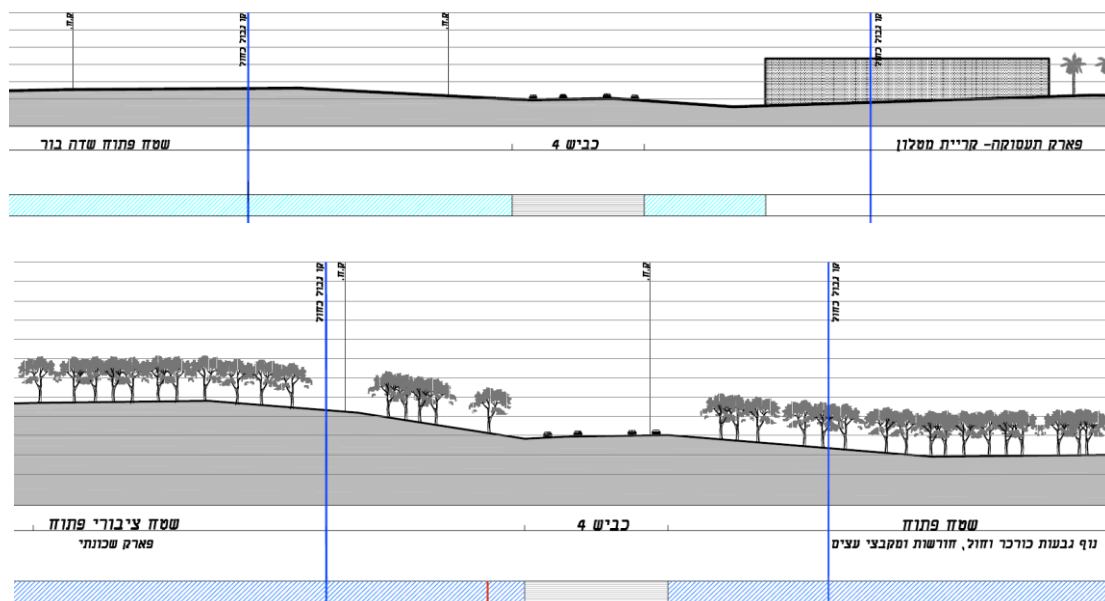 ק.ח.
קו גבול כחול
ק.ח.
קו גבול כחול
שטח פתוח שדה בור
כביש 4
פארק תעסוקה- קריית מטלון
קו גבול כחול
ק.ח.
ק.ח.
קו גבול כחול
שטח ציבורי פתוח
פארק שכונתי
כביש 4
שטח פתוח
נוף גבעות כורכר וחול, חורשות ומקבצי עצים